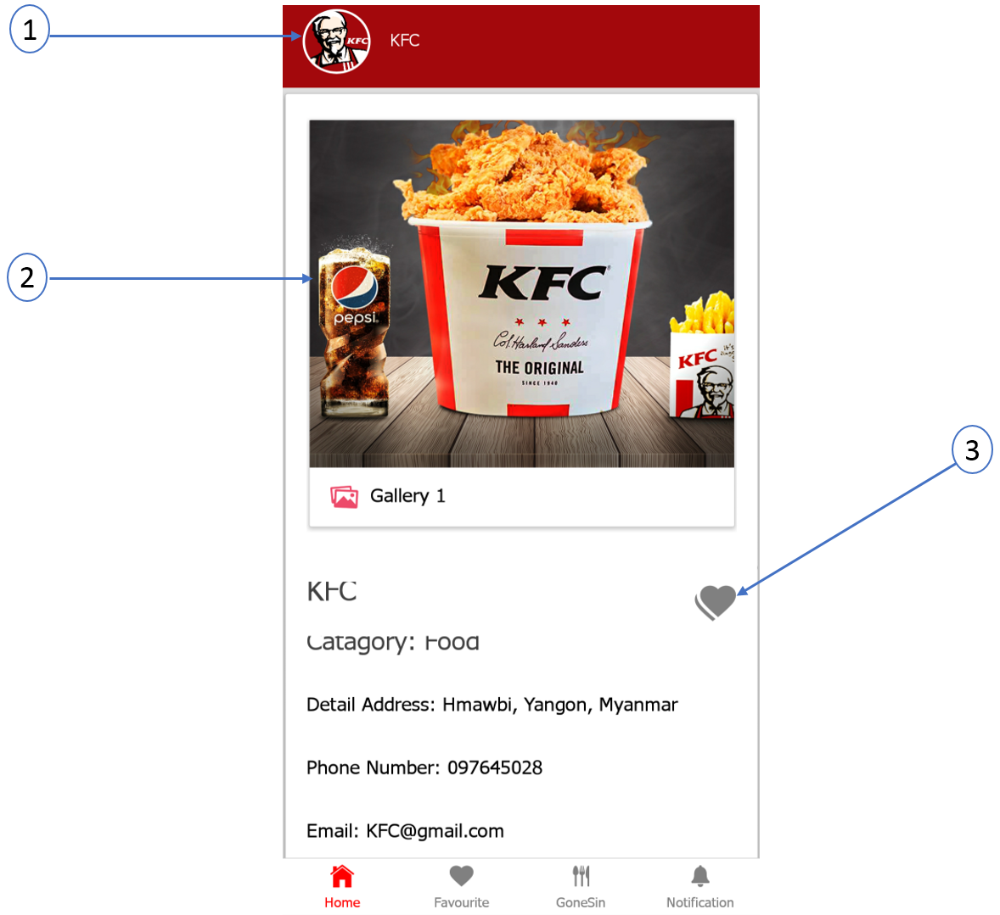 1
KFC
KFC
2
pepsi
KFC
Col. Harland Sanders
THE ORIGINAL
SINCE 1940
KFC
it's
3
Gallery 1
KFC
Catagory: Food
Detail Address: Hmawbi, Yangon, Myanmar
Phone Number: 097645028
Email: KFC@gmail.com
Home
Favourite
GoneSin
Notification